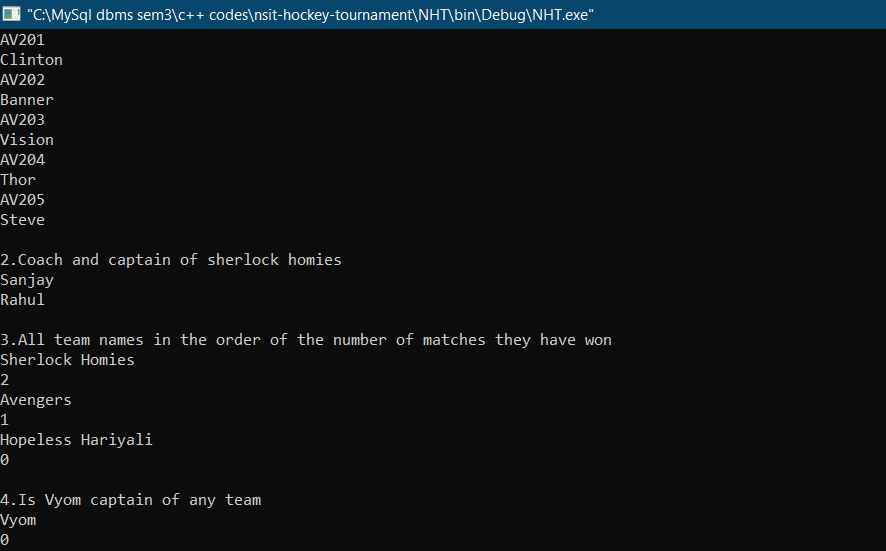 "C:\MySql dbms sem3\c++ codes\nsit-hockey-tournament\NHT\bin\Debug\NHT.exe"
AV201
Clinton
AV202
Banner
AV203
Vision
AV204
Thor
AV205
Steve
2.Coach and captain of sherlock homies
Sanjay
Rahul
3.All team names in the order of the number of matches they have won
Sherlock Homies
2
Avengers
1
Hopeless Hariyali
0
4.Is Vyom captain of any team
Vyom
0